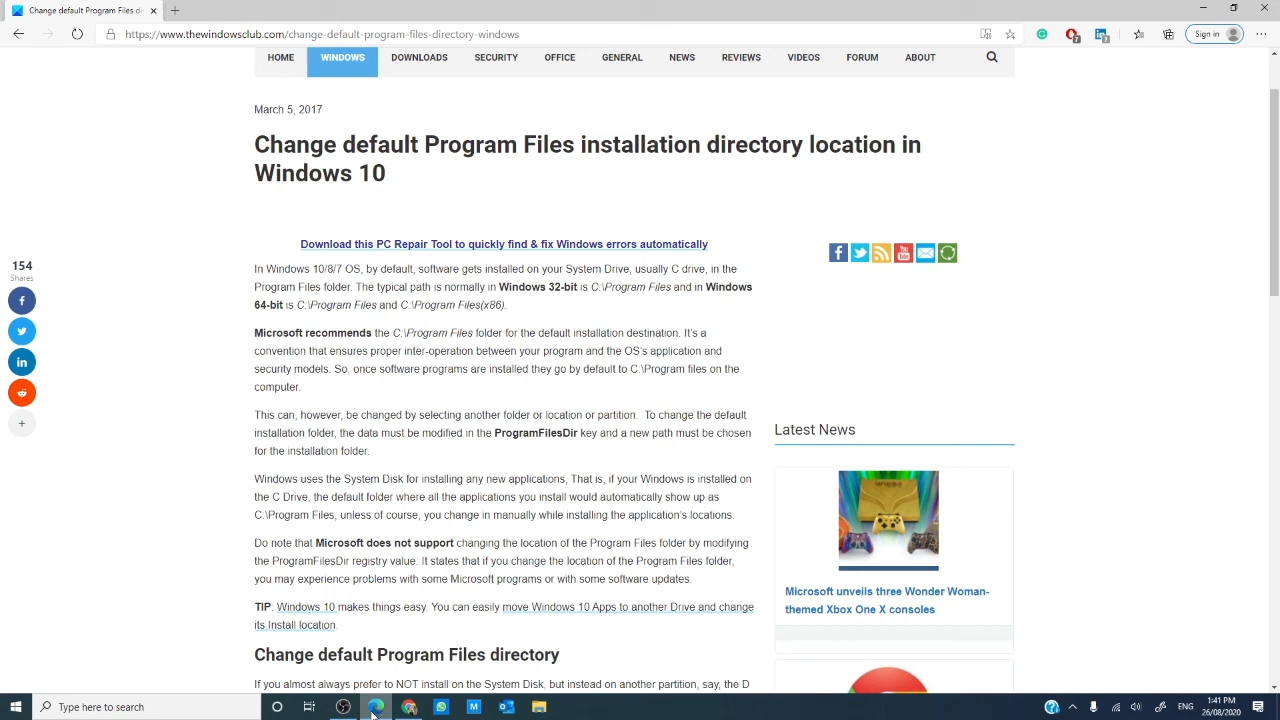 Change default Program Files di
https://www.thewindowsclub.com/change-default-program-files-directory-windows
Sign in
HOME
WINDOWS
DOWNLOADS
SECURITY
OFFICE
GENERAL
NEWS
REVIEWS
VIDEOS
FORUM
ABOUT
March 5, 2017
Change default Program Files installation directory location in
Windows 10
Download this PC Repair Tool to quickly find & fix Windows errors automatically
154
Shares
In Windows 10/8/7 OS, by default, software gets installed on your System Drive, usually C drive, in the
Program Files folder. The typical path is normally in Windows 32-bit is C:\Program Files and in Windows
64-bit is C:\Program Files and C:\Program Files(x86).
Microsoft recommends the C:\Program Files folder for the default installation destination. It's a
convention that ensures proper inter-operation between your program and the OS's application and
security models. So, once software programs are installed they go by default to C:\Program files on the
computer.
This can, however, be changed by selecting another folder or location or partition. To change the default
installation folder, the data must be modified in the ProgramFilesDir key and a new path must be chosen
for the installation folder.
Windows uses the System Disk for installing any new applications, That is, if your Windows is installed on
the C Drive, the default folder where all the applications you install would automatically show up as
C:\Program Files, unless of course, you change in manually while installing the application's locations.
Do note that Microsoft does not support changing the location of the Program Files folder by modifying
the ProgramFilesDir registry value. It states that if you change the location of the Program Files folder,
you may experience problems with some Microsoft programs or with some software updates.
TIP: Windows 10 makes things easy. You can easily move Windows 10 Apps to another Drive and change
its Install location.
Change default Program Files directory
If you almost always prefer to NOT install on the System Disk, but instead on another partition, say, the D
Latest News
Microsoft unveils three Wonder Woman-
themed Xbox One X consoles
Type here to search
ENG
1:41 PM
26/08/2020